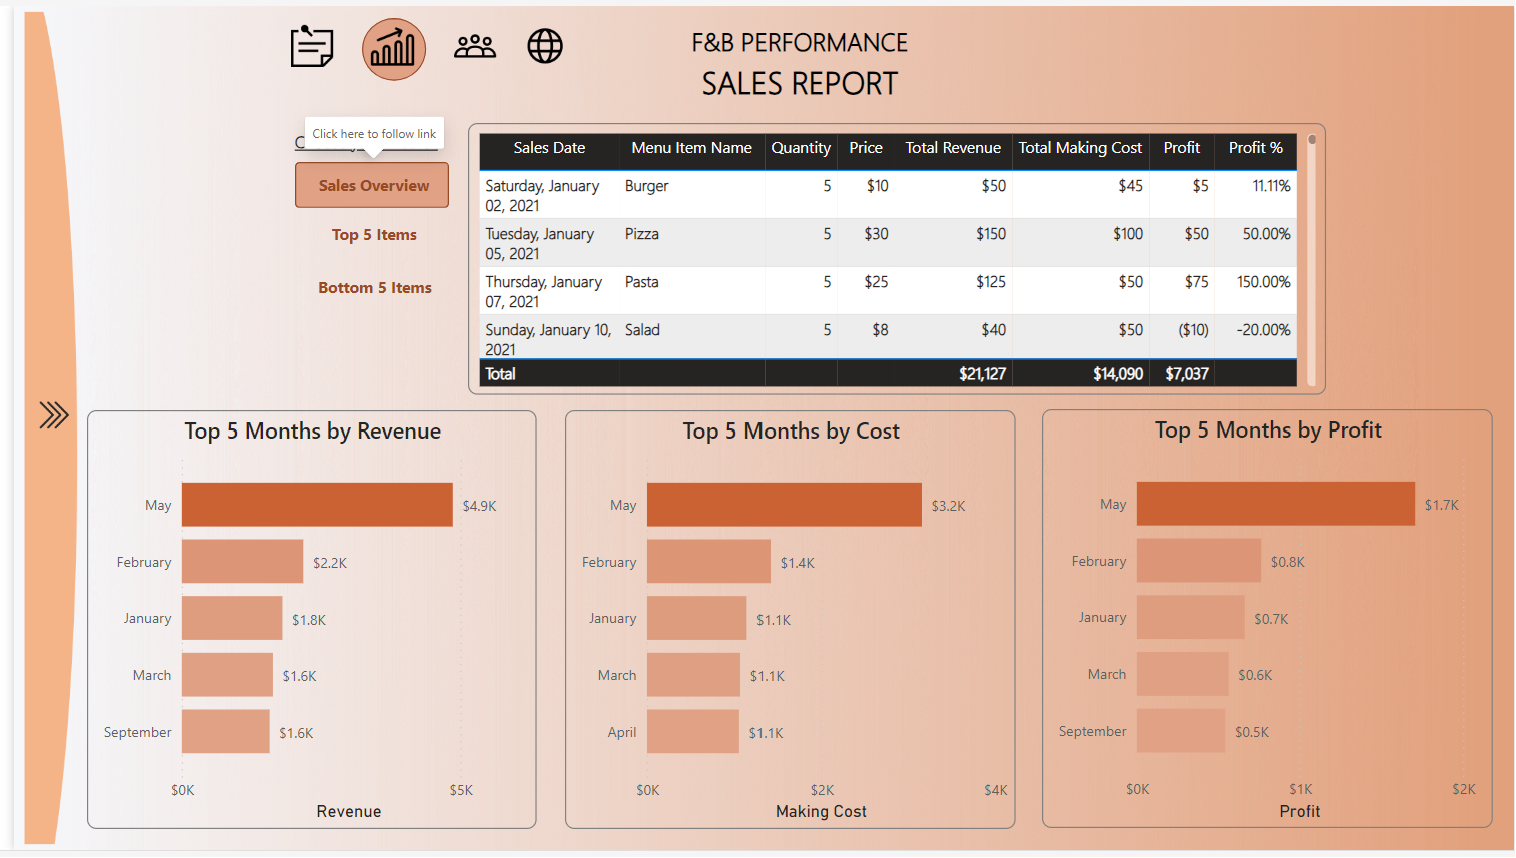 F&B PERFORMANCE
SALES REPORT
Click here to follow link
Sales Overview
Top 5 Items
Bottom 5 Items
Sales Date Menu Item Name Quantity Price Total Revenue Total Making Cost Profit Profit %
Saturday, January Burger 5 $10 $50 $45 $5 11.11%
02, 2021
Tuesday, January Pizza 5 $30 $150 $100 $50 50.00%
05, 2021
Thursday, January Pasta 5 $25 $125 $50 $75 150.00%
07, 2021
Sunday, January 10, Salad 5 $8 $40 $50 ($10) -20.00%
2021
Total $21,127 $14,090 $7,037
Top 5 Months by Revenue
May $4.9K
February $2.2K
January $1.8K
March $1.6K
September $1.6K
$0K $5K
Revenue
Top 5 Months by Cost
May $3.2K
February $1.4K
January $1.1K
March $1.1K
April $1.1K
$0K $2K $4K
Making Cost
Top 5 Months by Profit
May $1.7K
February $0.8K
January $0.7K
March $0.6K
September $0.5K
$0K $1K $2K
Profit